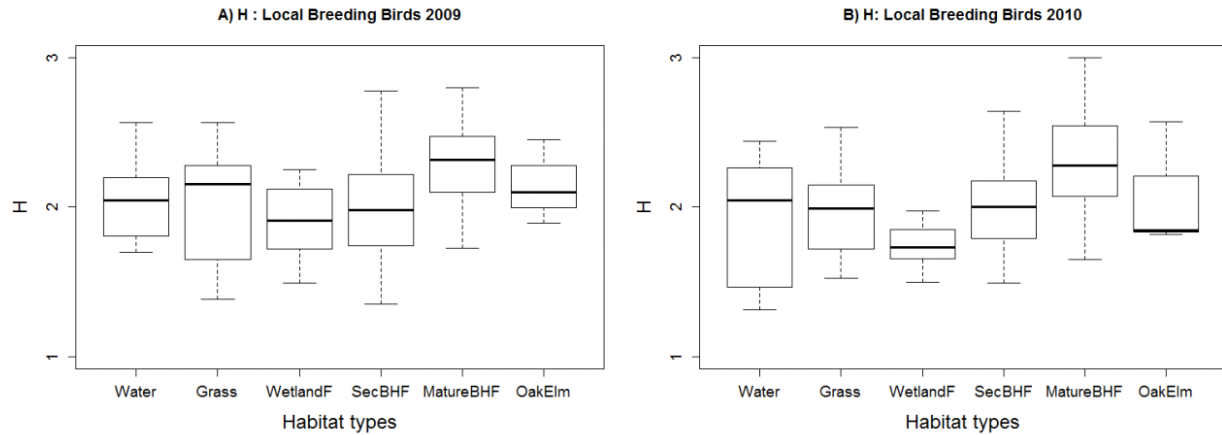 A) H : Local Breeding Birds 2009
3
2
1
H
Water Grass WetlandF SecBHF MatureBHF OakElm
Habitat types
B) H: Local Breeding Birds 2010
3
2
1
H
Water Grass WetlandF SecBHF MatureBHF OakElm
Habitat types